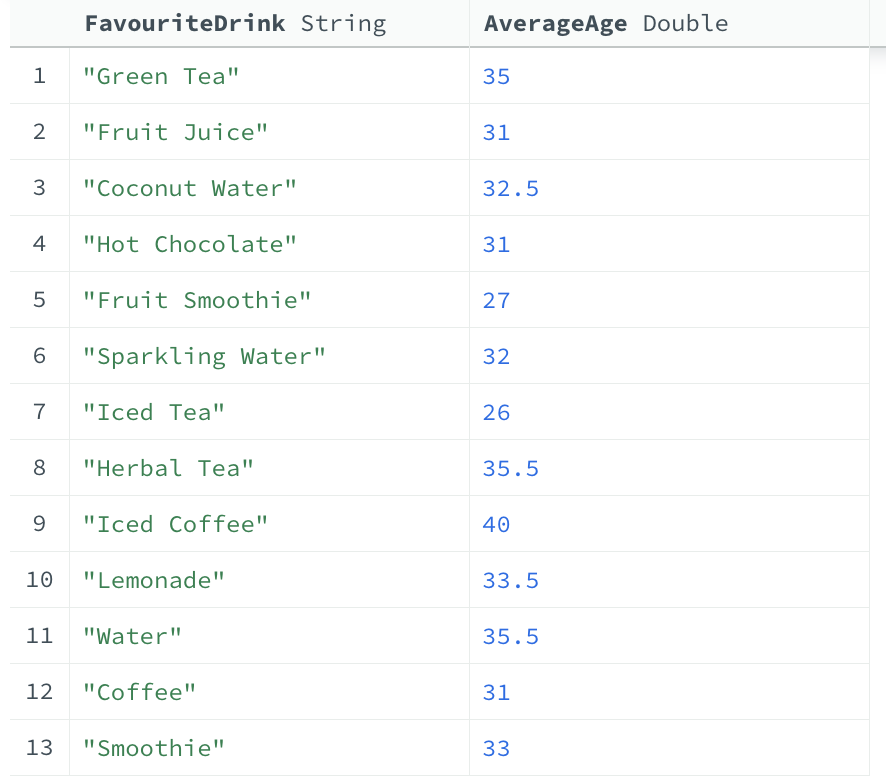 FavouriteDrink String AverageAge Double
1 "Green Tea" 35
2 "Fruit Juice" 31
3 "Coconut Water" 32.5
4 "Hot Chocolate" 31
5 "Fruit Smoothie" 27
6 "Sparkling Water" 32
7 "Iced Tea" 26
8 "Herbal Tea" 35.5
9 "Iced Coffee" 40
10 "Lemonade" 33.5
11 "Water" 35.5
12 "Coffee" 31
13 "Smoothie" 33